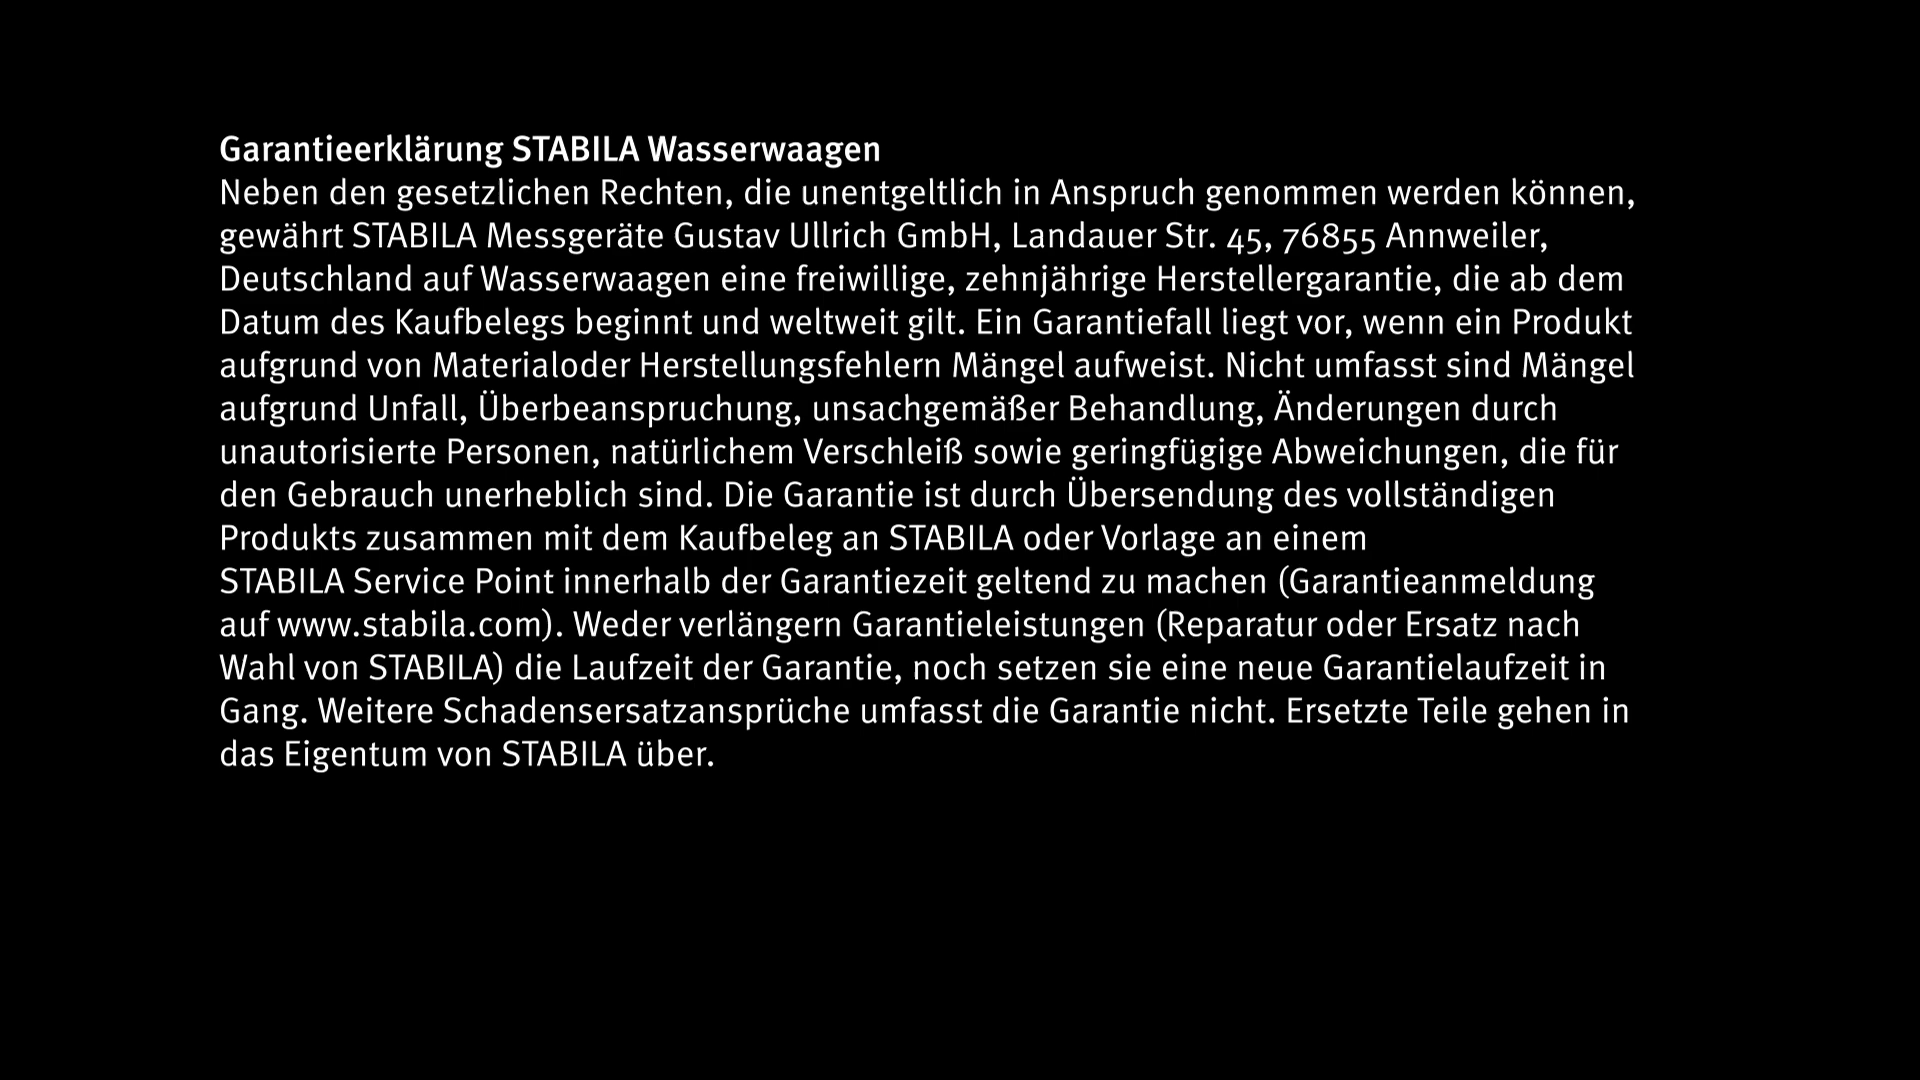 Garantieerklärung STABILA Wasserwaagen
Neben den gesetzlichen Rechten, die unentgeltlich in Anspruch genommen werden können,
gewährt STABILA Messgeräte Gustav Ullrich GmbH, Landauer Str. 45, 76855 Annweiler,
Deutschland auf Wasserwaagen eine freiwillige, zehnjährige Herstellergarantie, die ab dem
Datum des Kaufbelegs beginnt und weltweit gilt. Ein Garantiefall liegt vor, wenn ein Produkt
aufgrund von Materialoder Herstellungsfehlern Mängel aufweist. Nicht umfasst sind Mängel
aufgrund Unfall, Überbeanspruchung, unsachgemäßer Behandlung, Änderungen durch
unautorisierte Personen, natürlichem Verschleiß sowie geringfügige Abweichungen, die für
den Gebrauch unerheblich sind. Die Garantie ist durch Übersendung des vollständigen
Produkts zusammen mit dem Kaufbeleg an STABILA oder Vorlage an einem
STABILA Service Point innerhalb der Garantiezeit geltend zu machen (Garantieanmeldung
auf www.stabila.com). Weder verlängern Garantieleistungen (Reparatur oder Ersatz nach
Wahl von STABILA) die Laufzeit der Garantie, noch setzen sie eine neue Garantielaufzeit in
Gang. Weitere Schadensersatzansprüche umfasst die Garantie nicht. Ersetzte Teile gehen in
das Eigentum von STABILA über.